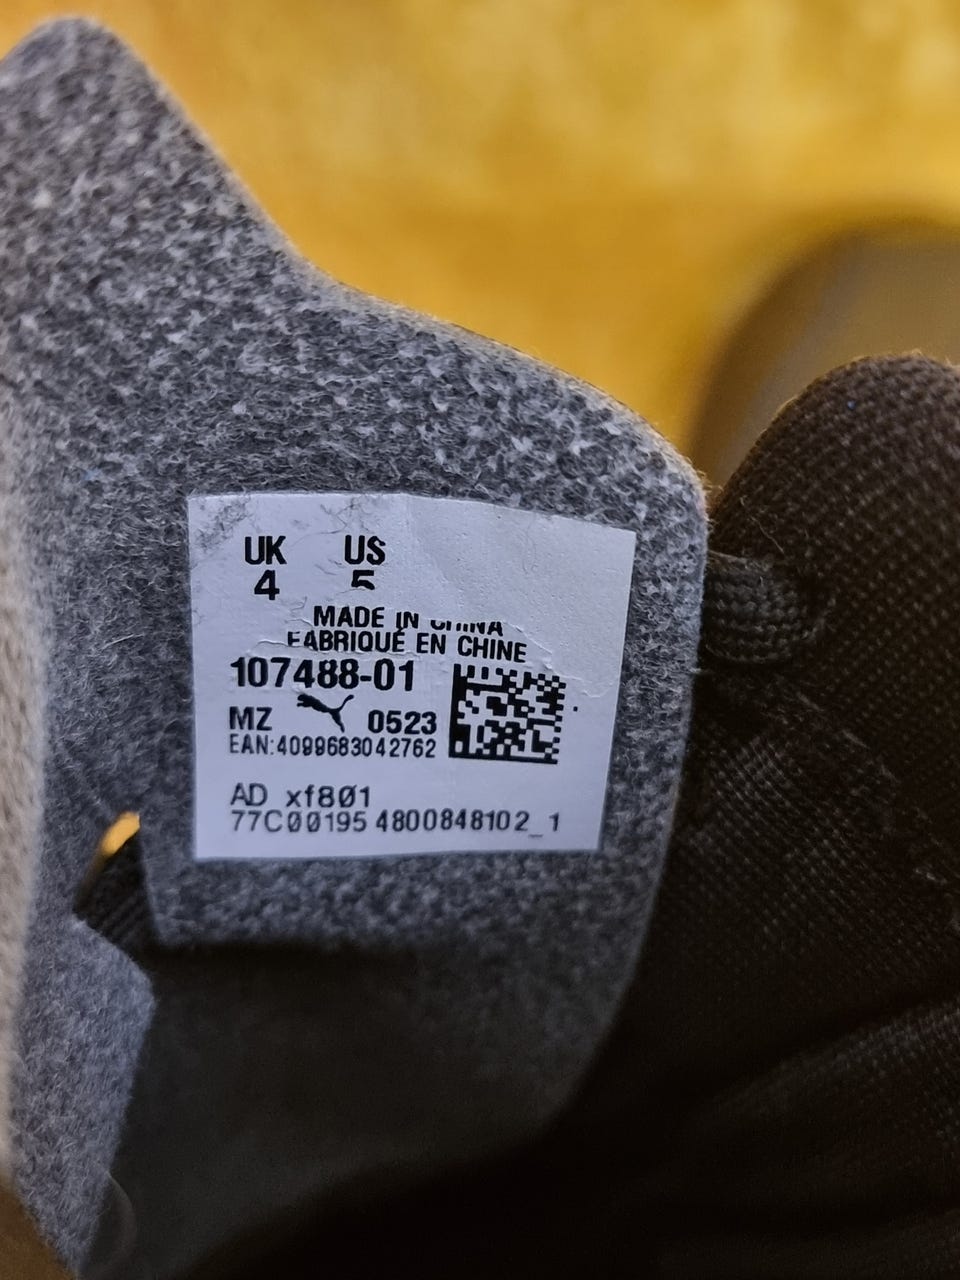 UK US
4 5
MADE IN CHINA
FABRIQUÉ EN CHINE
107488-01
MZ 0523
EAN:4099683042762
AD xf801
77C00195 4800848102_1